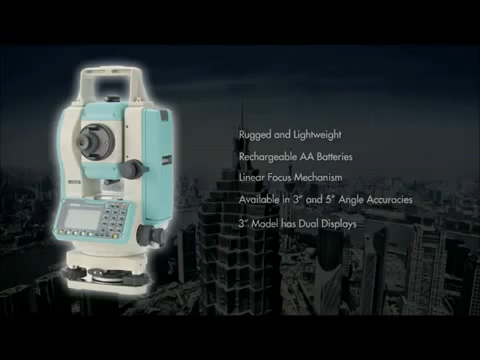 Rugged and Lightweight
Rechargeable AA Batteries
Linear Focus Mechanism
Available in 3" and 5" Angle Accuracies
3" Model has Dual Displays